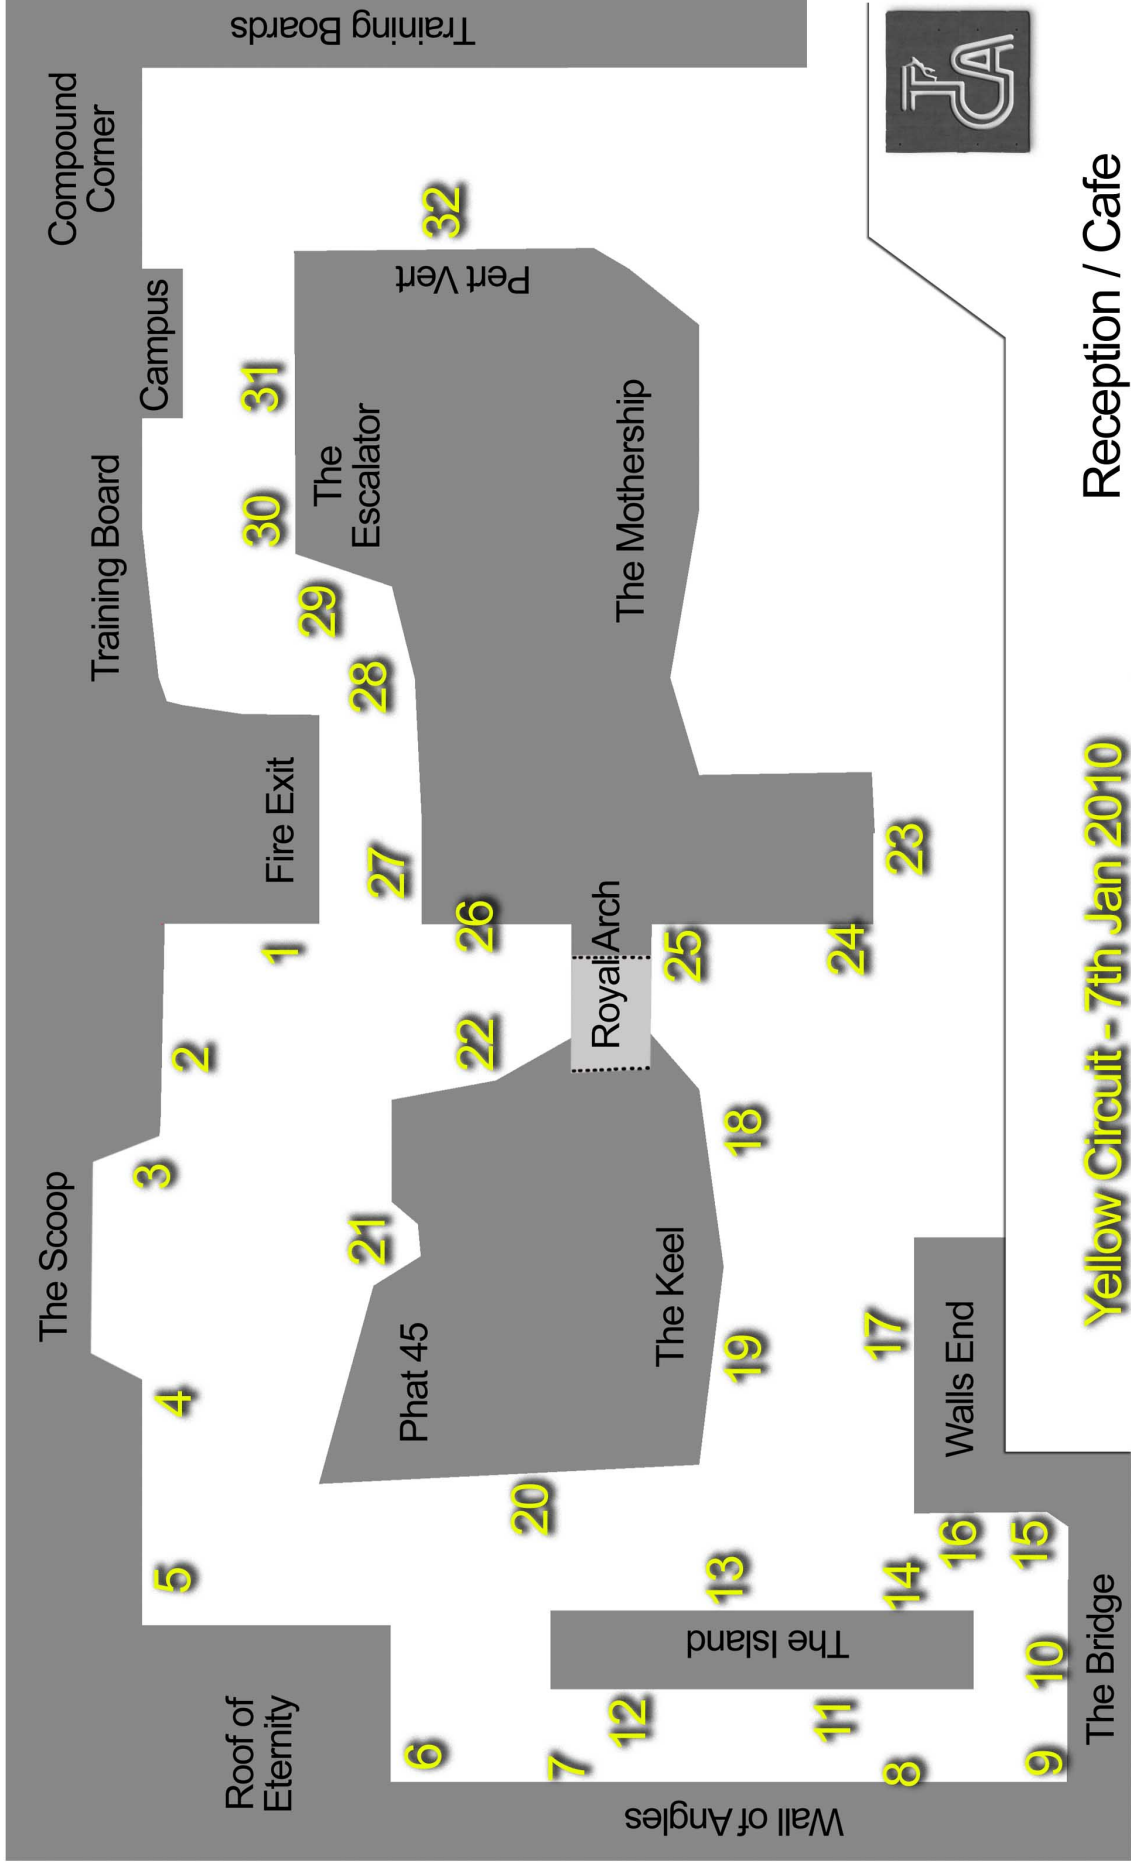 Training Boards
Compound
Corner
Campus
Training Board
Fire Exit
The Scoop
Roof of
Eternity
Wall of Angles
The Bridge
The Island
Walls End
The Keel
Phat 45
Royal Arch
The Mothership
The
Escalator
Pert Vert
Reception / Cafe
1
2
3
4
5
6
7
8
9
10
11
12
13
14
15
16
17
18
19
20
21
22
23
24
25
26
27
28
29
30
31
32
TCA
Yellow Circuit - 7th Jan 2010